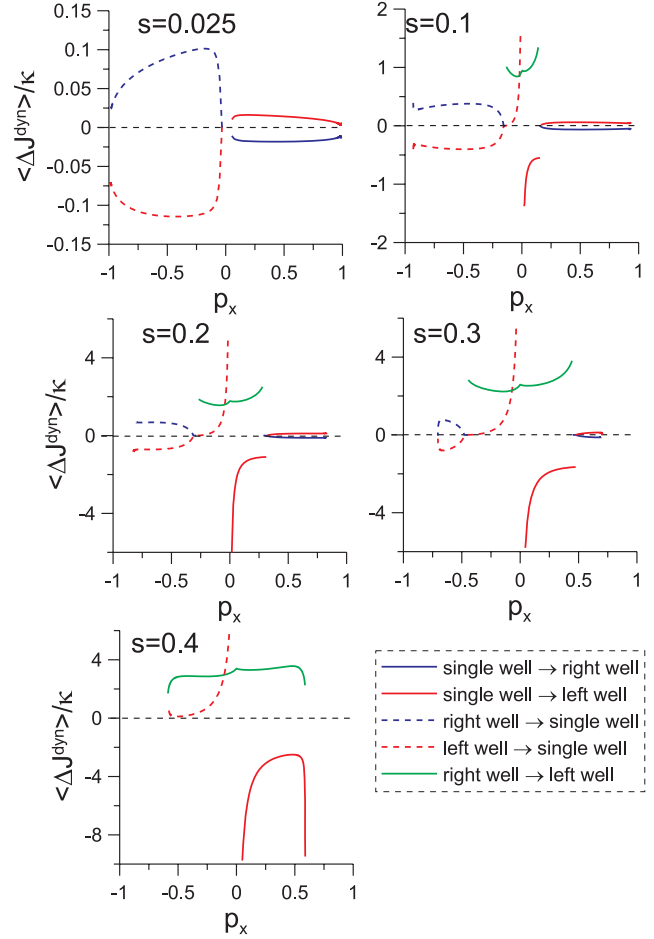 s=0.025
0.15
0.1
0.05
0
-0.05
-0.1
-0.15
<ΔJ^dyn>/κ
-1 -0.5 0 0.5 1
p_x
s=0.1
2
1
0
-1
-2
-1 -0.5 0 0.5 1
p_x
s=0.2
4
0
-4
<ΔJ^dyn>/κ
-1 -0.5 0 0.5 1
p_x
s=0.3
4
0
-4
-1 -0.5 0 0.5 1
p_x
s=0.4
4
0
-4
-8
<ΔJ^dyn>/κ
-1 -0.5 0 0.5 1
p_x
single well → right well
single well → left well
right well → single well
left well → single well
right well → left well